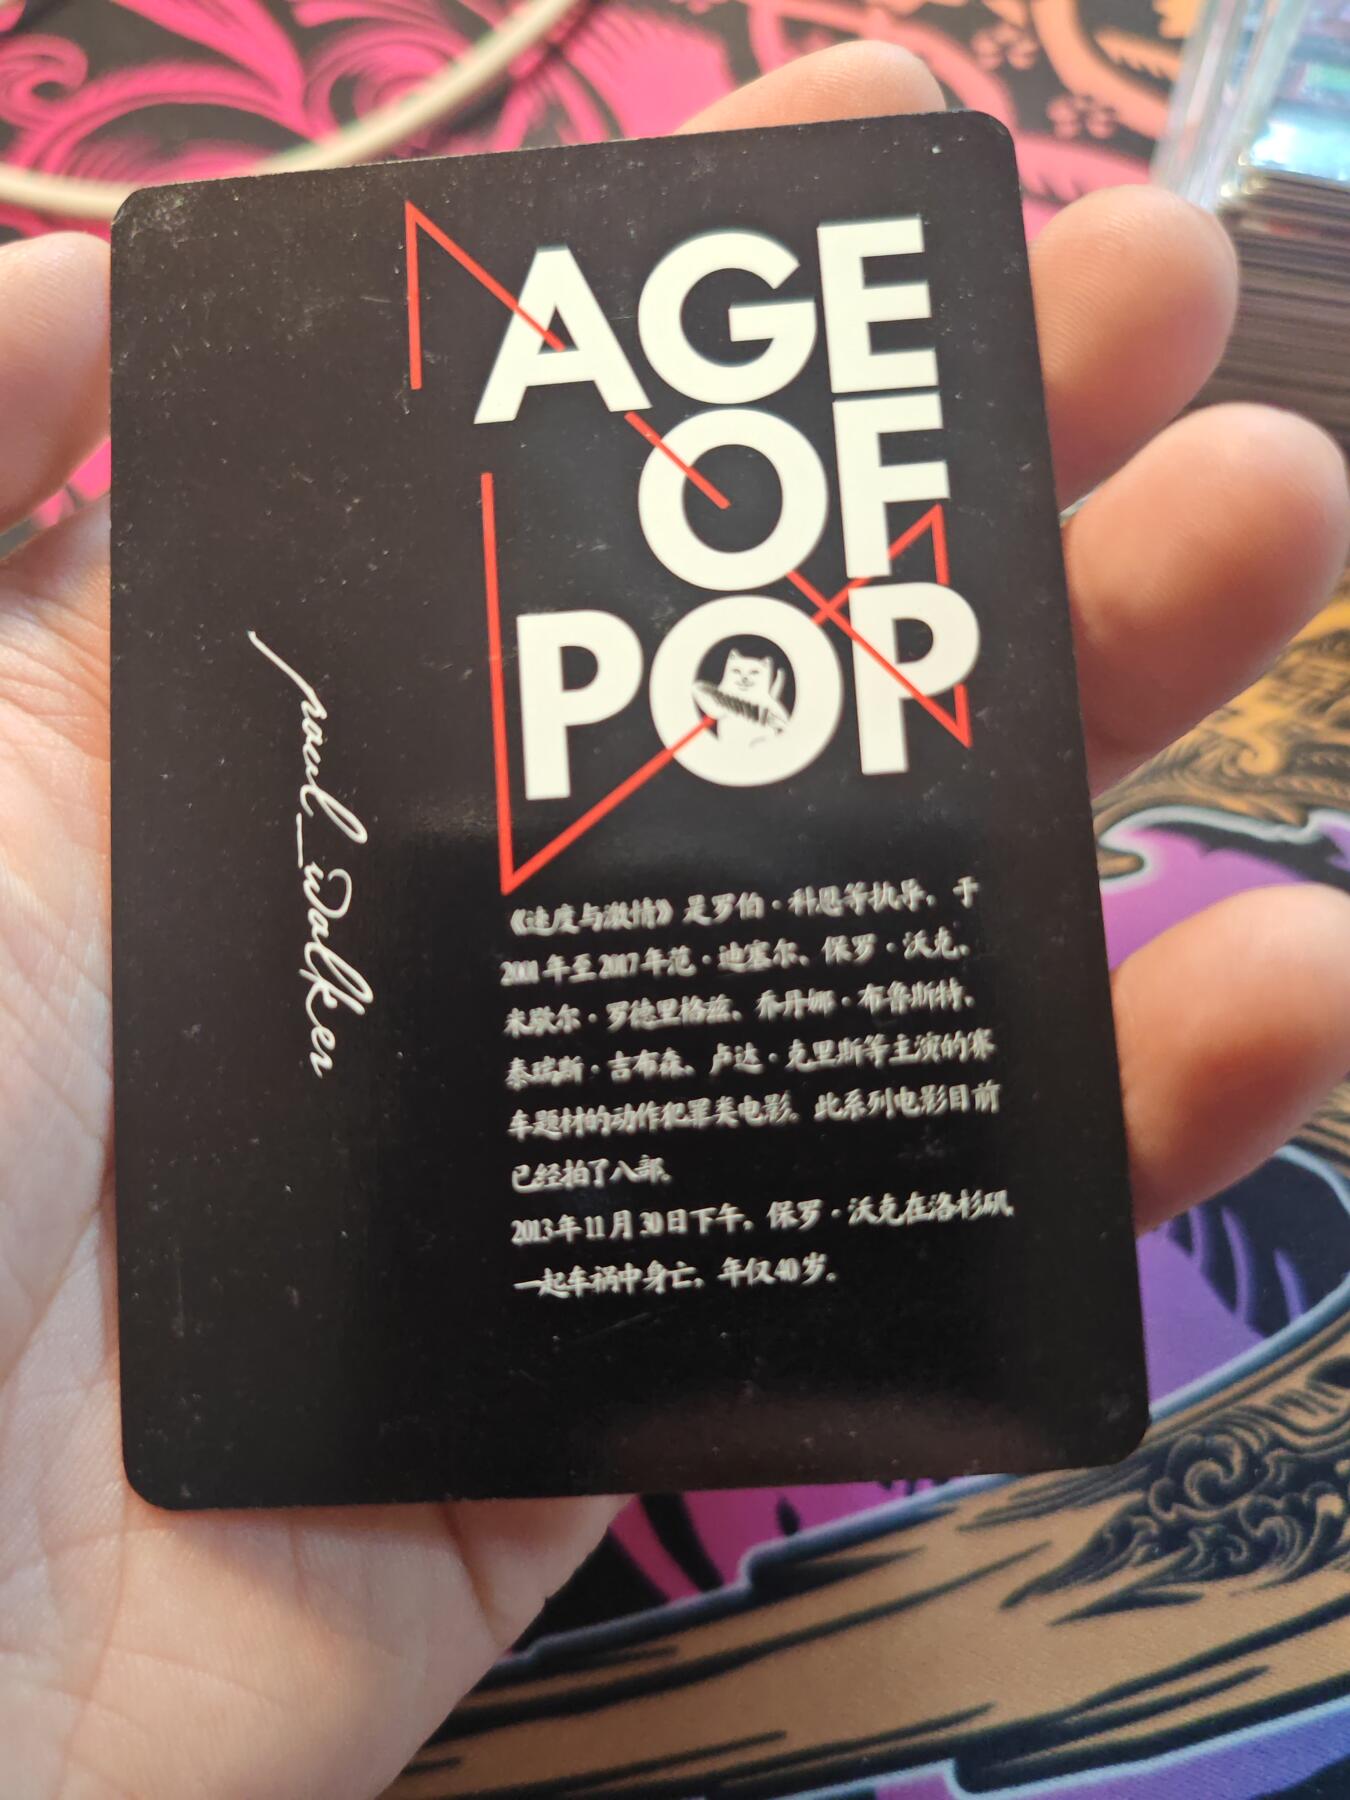 AGE
OF
POP
paul_walker
《速度与激情》是罗伯·科恩等执导，于
2001年至2017年范·迪塞尔、保罗·沃克、
米歇尔·罗德里格兹、乔丹娜·布鲁斯特、
泰瑞斯·吉布森、卢达·克里斯等主演的赛
车题材的动作犯罪类电影。此系列电影目前
已经拍了八部。
2013年11月30日下午，保罗·沃克在洛杉矶
一起车祸中身亡，年仅40岁。